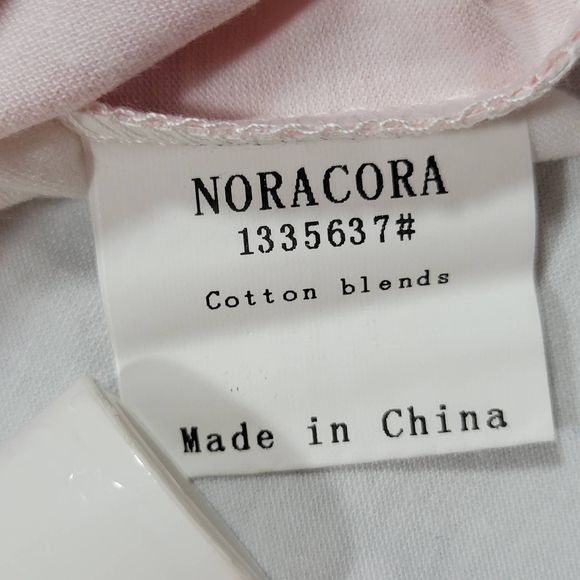 NORACORA
1335637#
Cotton blends
Made in China